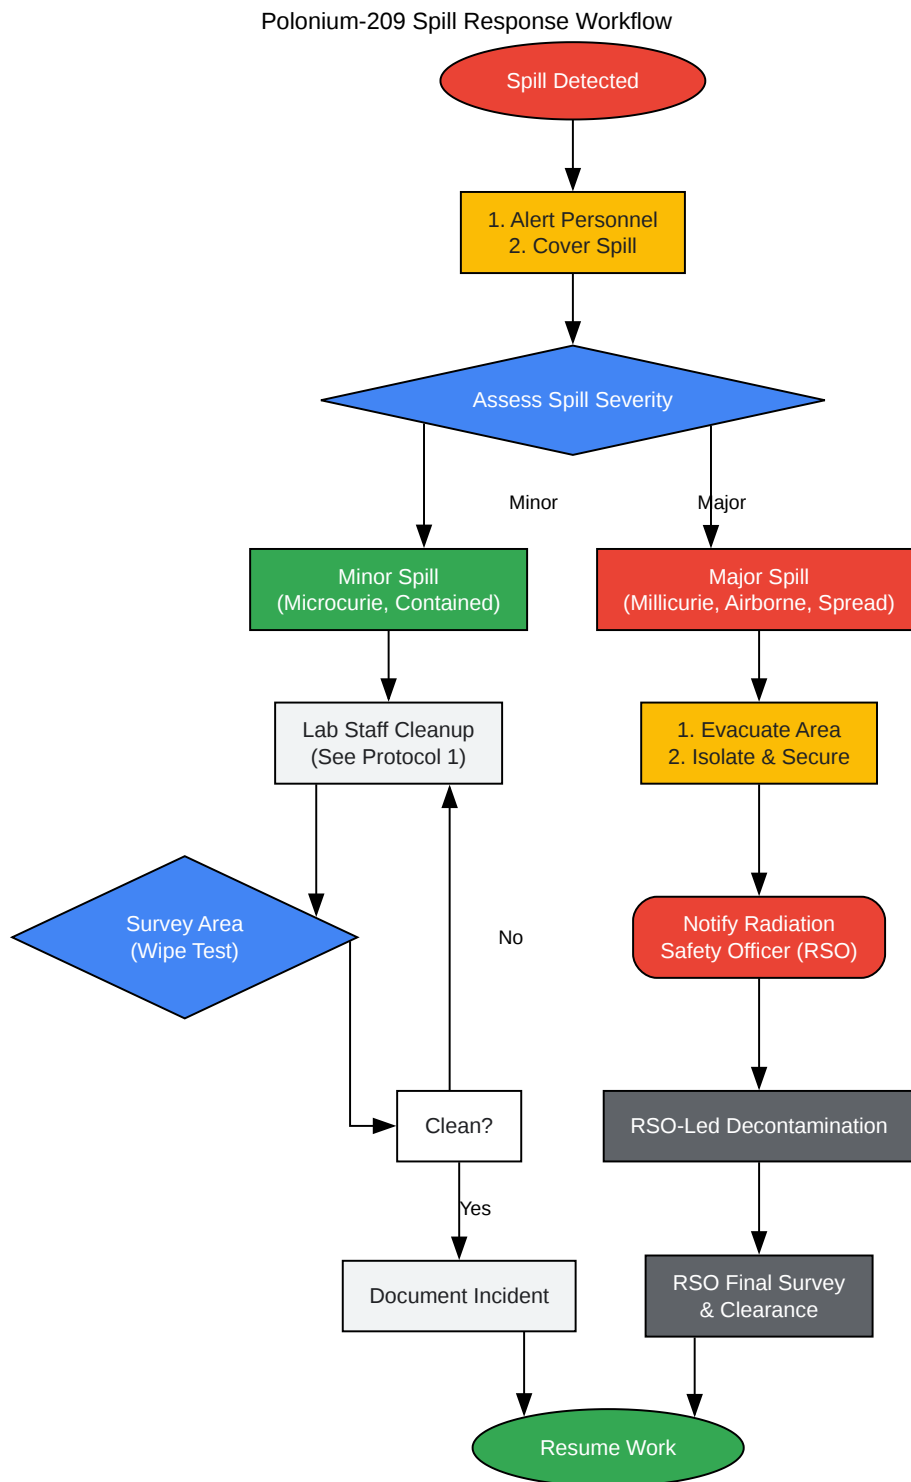 Polonium-209 Spill Response Workflow
Spill Detected
1. Alert Personnel
2. Cover Spill
Assess Spill Severity
Minor
Major
Minor Spill
(Microcurie, Contained)
Major Spill
(Millicurie, Airborne, Spread)
Lab Staff Cleanup
(See Protocol 1)
1. Evacuate Area
2. Isolate & Secure
Survey Area
(Wipe Test)
No
Notify Radiation
Safety Officer (RSO)
Clean?
RSO-Led Decontamination
Yes
Document Incident
RSO Final Survey
& Clearance
Resume Work